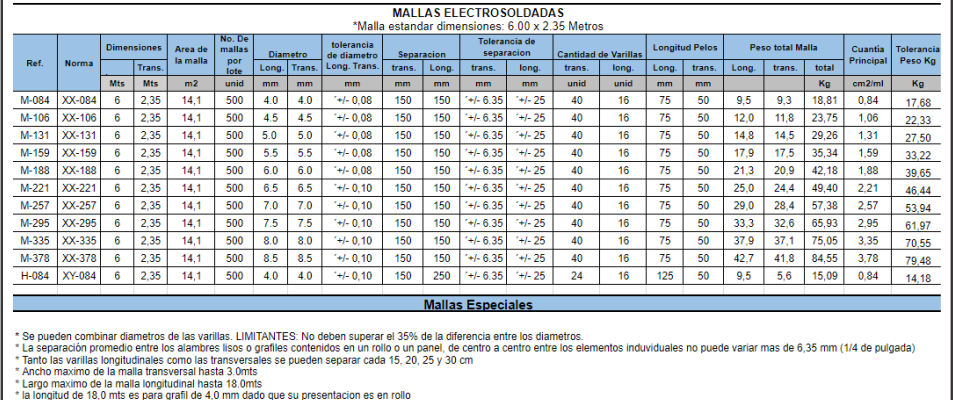 MALLAS ELECTROSOLDADAS
*Malla estandar dimensiones: 6.00 x 2.35 Metros
Ref. Norma Dimensiones Area de la malla No. De mallas por lote Diametro tolerancia de diametro Separacion Tolerancia de separacion Cantidad de Varillas Longitud Pelos Peso total Malla Cuantia Principal Tolerancia Peso Kg
Trans. Long. Trans. Long. Trans. trans. Long. trans. long. trans. long. Long. trans. Long. trans. total
Mts Mts m2 unid mm mm mm mm mm mm mm unid unid mm mm Kg cm2/ml Kg
M-084 XX-084 6 2,35 14,1 500 4.0 4.0 ´+/- 0,08 150 150 ´+/- 6.35 ´+/- 25 40 16 75 50 9,5 9,3 18,81 0,84 17,68
M-106 XX-106 6 2,35 14,1 500 4.5 4.5 ´+/- 0,08 150 150 ´+/- 6.35 ´+/- 25 40 16 75 50 12,0 11,8 23,75 1,06 22,33
M-131 XX-131 6 2,35 14,1 500 5.0 5.0 ´+/- 0,08 150 150 ´+/- 6.35 ´+/- 25 40 16 75 50 14,8 14,5 29,26 1,31 27,50
M-159 XX-159 6 2,35 14,1 500 5.5 5.5 ´+/- 0,08 150 150 ´+/- 6.35 ´+/- 25 40 16 75 50 17,9 17,5 35,34 1,59 33,22
M-188 XX-188 6 2,35 14,1 500 6.0 6.0 ´+/- 0,08 150 150 ´+/- 6.35 ´+/- 25 40 16 75 50 21,3 20,9 42,18 1,88 39,65
M-221 XX-221 6 2,35 14,1 500 6.5 6.5 ´+/- 0,10 150 150 ´+/- 6.35 ´+/- 25 40 16 75 50 25,0 24,4 49,40 2,21 46,44
M-257 XX-257 6 2,35 14,1 500 7.0 7.0 ´+/- 0,10 150 150 ´+/- 6.35 ´+/- 25 40 16 75 50 29,0 28,4 57,38 2,57 53,94
M-295 XX-295 6 2,35 14,1 500 7.5 7.5 ´+/- 0,10 150 150 ´+/- 6.35 ´+/- 25 40 16 75 50 33,3 32,6 65,93 2,95 61,97
M-335 XX-335 6 2,35 14,1 500 8.0 8.0 ´+/- 0,10 150 150 ´+/- 6.35 ´+/- 25 40 16 75 50 37,9 37,1 75,05 3,35 70,55
M-378 XX-378 6 2,35 14,1 500 8.5 8.5 ´+/- 0,10 150 150 ´+/- 6.35 ´+/- 25 40 16 75 50 42,7 41,8 84,55 3,78 79,48
H-084 XY-084 6 2,35 14,1 500 4.0 4.0 ´+/- 0,10 150 250 ´+/- 6.35 ´+/- 25 24 16 125 50 9,5 5,6 15,09 0,84 14,18
Mallas Especiales
* Se pueden combinar diametros de las varillas. LIMITANTES: No deben superar el 35% de la diferencia entre los diametros.
* La separación promedio entre los alambres lisos o grafiles contenidos en un rollo o un panel, de centro a centro entre los elementos induviduales no puede variar mas de 6,35 mm (1/4 de pulgada)
* Tanto las varillas longitudinales como las transversales se pueden separar cada 15, 20, 25 y 30 cm
* Ancho maximo de la malla transversal hasta 3.0mts
* Largo maximo de la malla longitudinal hasta 18.0mts
* la longitud de 18,0 mts es para grafil de 4,0 mm dado que su presentacion es en rollo